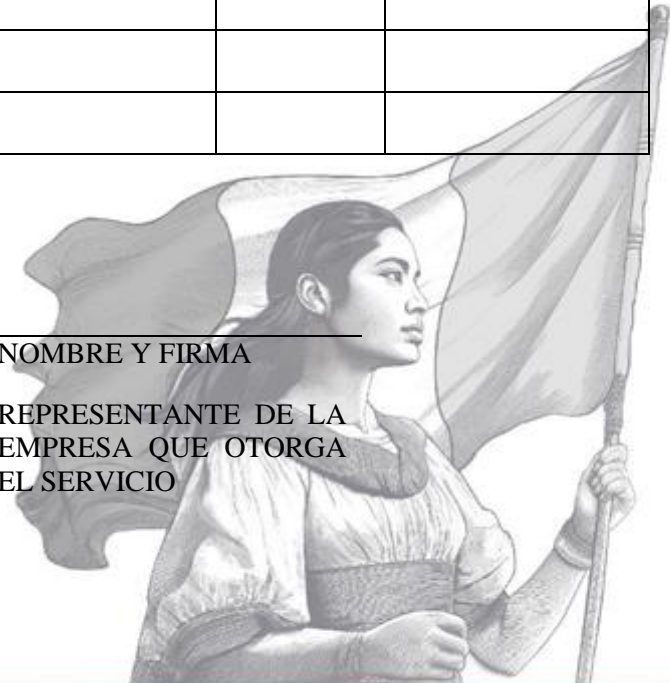 NOMBRE Y FIRMA
REPRESENTANTE DE LA
EMPRESA QUE OTORGA
EL SERVICIO